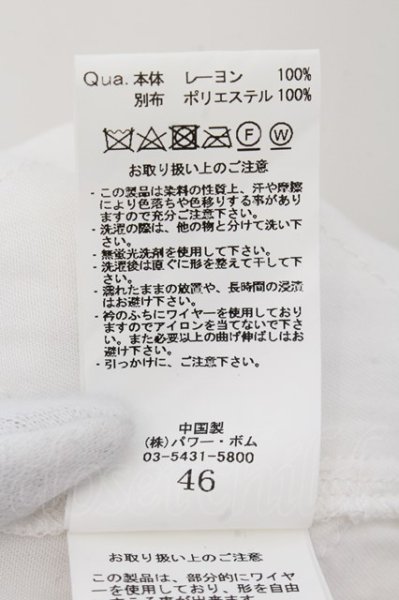 Qua. 本体 レーヨン 100%
別布 ポリエステル 100%
F W
お取り扱い上のご注意
- この製品は染料の性質上、汗や摩擦
により色落ちや色移りする事があり
ますので充分ご注意下さい。
- 洗濯の際は、他の物と分けて洗い下
さい。
- 無蛍光洗剤を使用して下さい。
- 洗濯後は直ぐに形を整えて干して下
さい。
- 濡れたままの放置や、長時間の浸漬
はお避け下さい。
- 衿のふちにワイヤーを使用しており
ますのでアイロンを当てないで下さ
い。また必要以上の曲げ伸ばしはお
避け下さい。
- 引っかけに、ご注意下さい。
中国製
(株)パワー・ボム
03-5431-5800
46
お取り扱い上のご注意
この製品は、部分的にワイヤ
ーを使用しており、形を自由